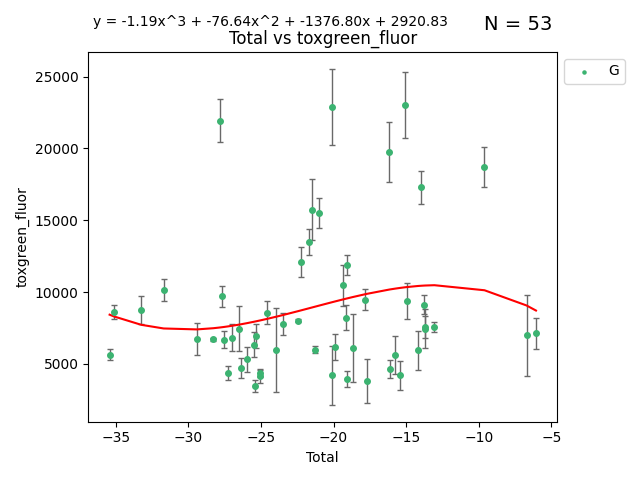 y = -1.19x^3 + -76.64x^2 + -1376.80x + 2920.83
N = 53
Total vs toxgreen_fluor
G
toxgreen_fluor
25000
20000
15000
10000
5000
−35
−30
−25
−20
−15
−10
−5
Total